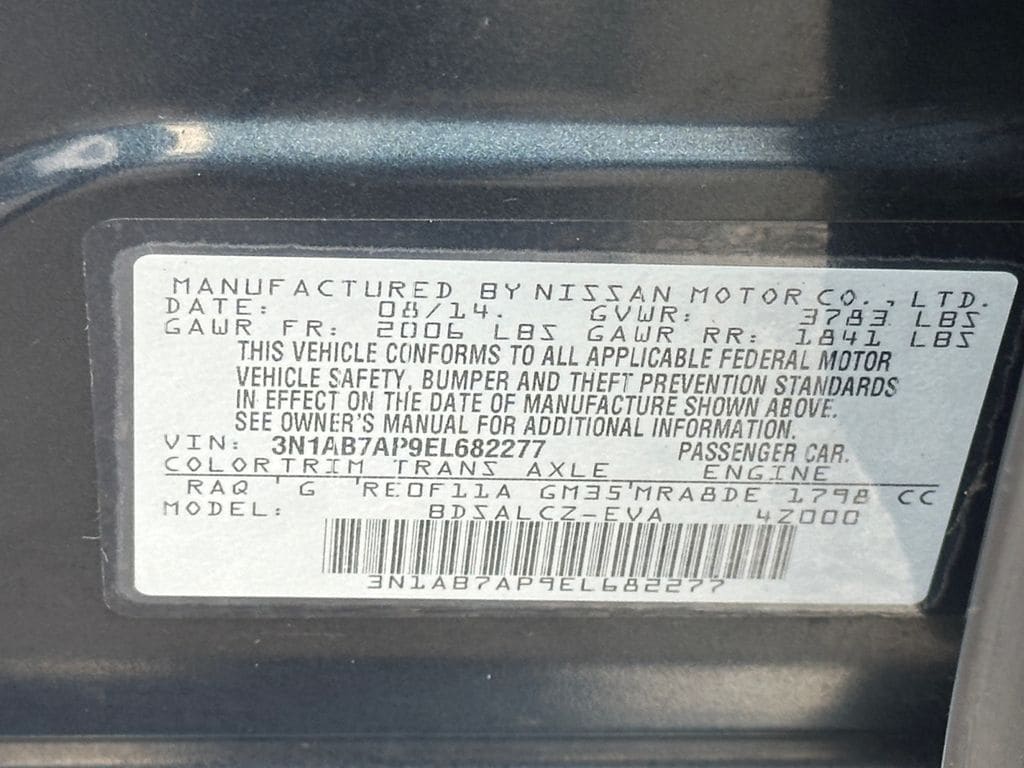 MANUFACTURED BY NISSAN MOTOR CO., LTD.
DATE: 08/14. GVWR: 3783 LBS
GAWR FR: 2006 LBS GAWR RR: 1841 LBS
THIS VEHICLE CONFORMS TO ALL APPLICABLE FEDERAL MOTOR
VEHICLE SAFETY, BUMPER AND THEFT PREVENTION STANDARDS
IN EFFECT ON THE DATE OF MANUFACTURE SHOWN ABOVE.
SEE OWNER'S MANUAL FOR ADDITIONAL INFORMATION.
VIN: 3N1AB7AP9EL682277 PASSENGER CAR.
COLOR TRIM TRANS AXLE ENGINE
RAQ ' G ' RE0F11A GM35 ' MRA8DE 1798 CC
MODEL: BDSALCZ-EVA 4Z000
3N1AB7AP9EL682277